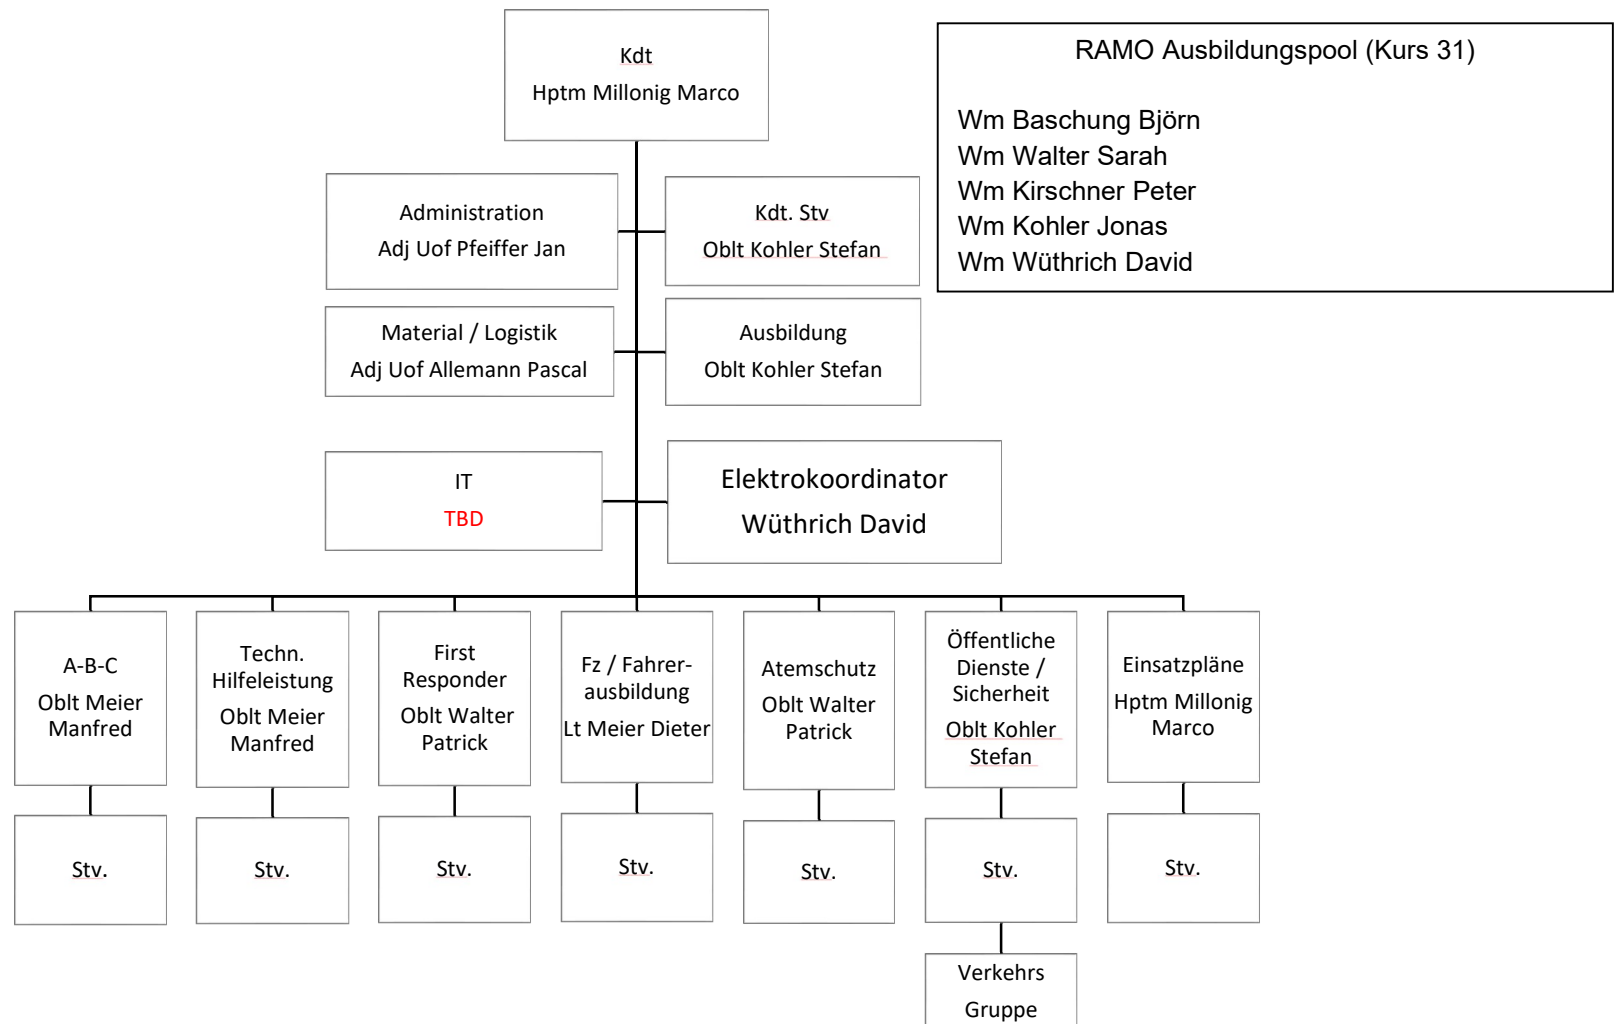 Kdt
Hptm Millonig Marco
RAMO Ausbildungspool (Kurs 31)
Wm Baschung Björn
Wm Walter Sarah
Wm Kirschner Peter
Wm Kohler Jonas
Wm Wüthrich David
Administration
Adj Uof Pfeiffer Jan
Kdt. Stv
Oblt Kohler Stefan
Material / Logistik
Adj Uof Allemann Pascal
Ausbildung
Oblt Kohler Stefan
IT
TBD
Elektrokoordinator
Wüthrich David
A-B-C
Oblt Meier
Manfred
Techn.
Hilfeleistung
Oblt Meier
Manfred
First
Responder
Oblt Walter
Patrick
Fz / Fahrer-
ausbildung
Lt Meier Dieter
Atemschutz
Oblt Walter
Patrick
Öffentliche
Dienste /
Sicherheit
Oblt Kohler
Stefan
Einsatzpläne
Hptm Millonig
Marco
Stv.
Stv.
Stv.
Stv.
Stv.
Stv.
Stv.
Verkehrs
Gruppe